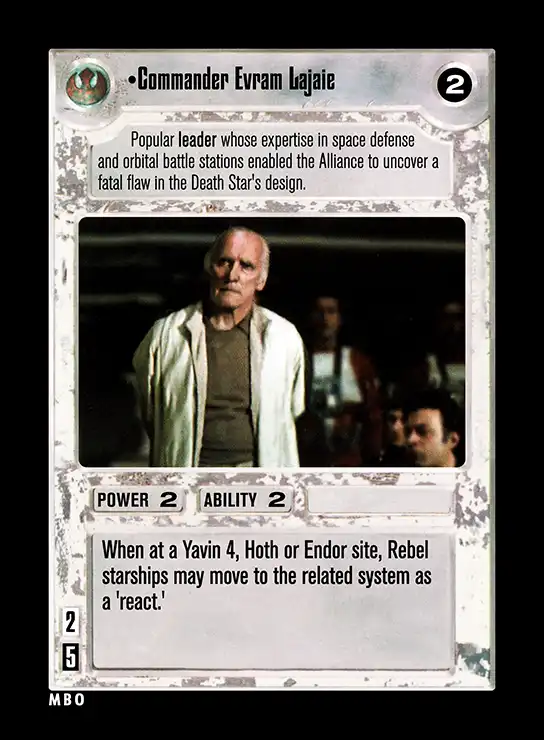 •Commander Evram Lajaie
2
Popular leader whose expertise in space defense
and orbital battle stations enabled the Alliance to uncover a
fatal flaw in the Death Star's design.
POWER 2
ABILITY 2
When at a Yavin 4, Hoth or Endor site, Rebel
starships may move to the related system as
a 'react.'
2
5
MBO